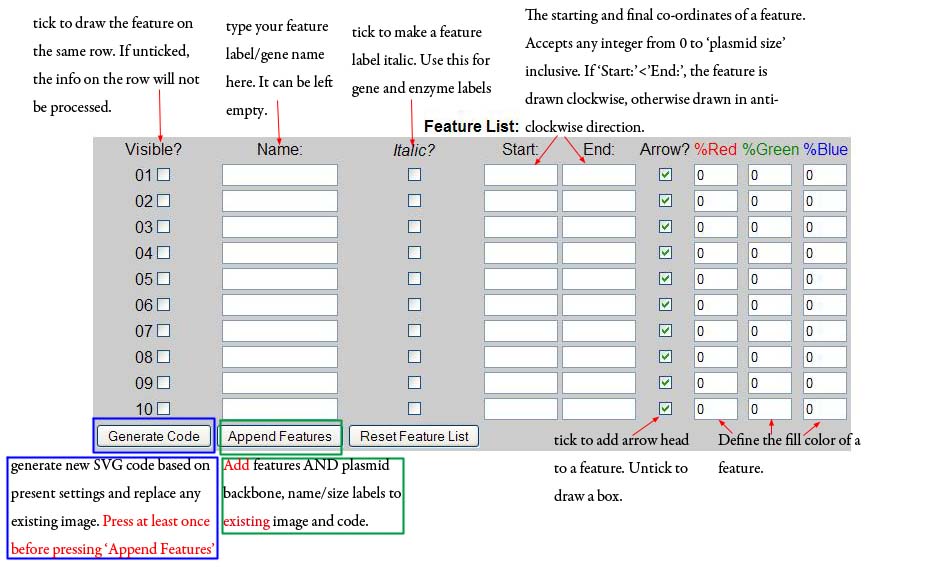 tick to draw the feature on
the same row. If unticked,
the info on the row will not
be processed.
type your feature
label/gene name
here. It can be left
empty.
tick to make a feature
label italic. Use this for
gene and enzyme labels
The starting and final co-ordinates of a feature.
Accepts any integer from 0 to ‘plasmid size’
inclusive. If ‘Start:’<‘End:’, the feature is
drawn clockwise, otherwise drawn in anti-
clockwise direction.
Feature List:
Visible? Name: Italic? Start: End: Arrow? %Red %Green %Blue
01 0 0 0
02 0 0 0
03 0 0 0
04 0 0 0
05 0 0 0
06 0 0 0
07 0 0 0
08 0 0 0
09 0 0 0
10 0 0 0
Generate Code Append Features Reset Feature List
generate new SVG code based on
present settings and replace any
existing image. Press at least once
before pressing ‘Append Features’
Add features AND plasmid
backbone, name/size labels to
existing image and code.
tick to add arrow head
to a feature. Untick to
draw a box.
Define the fill color of a
feature.